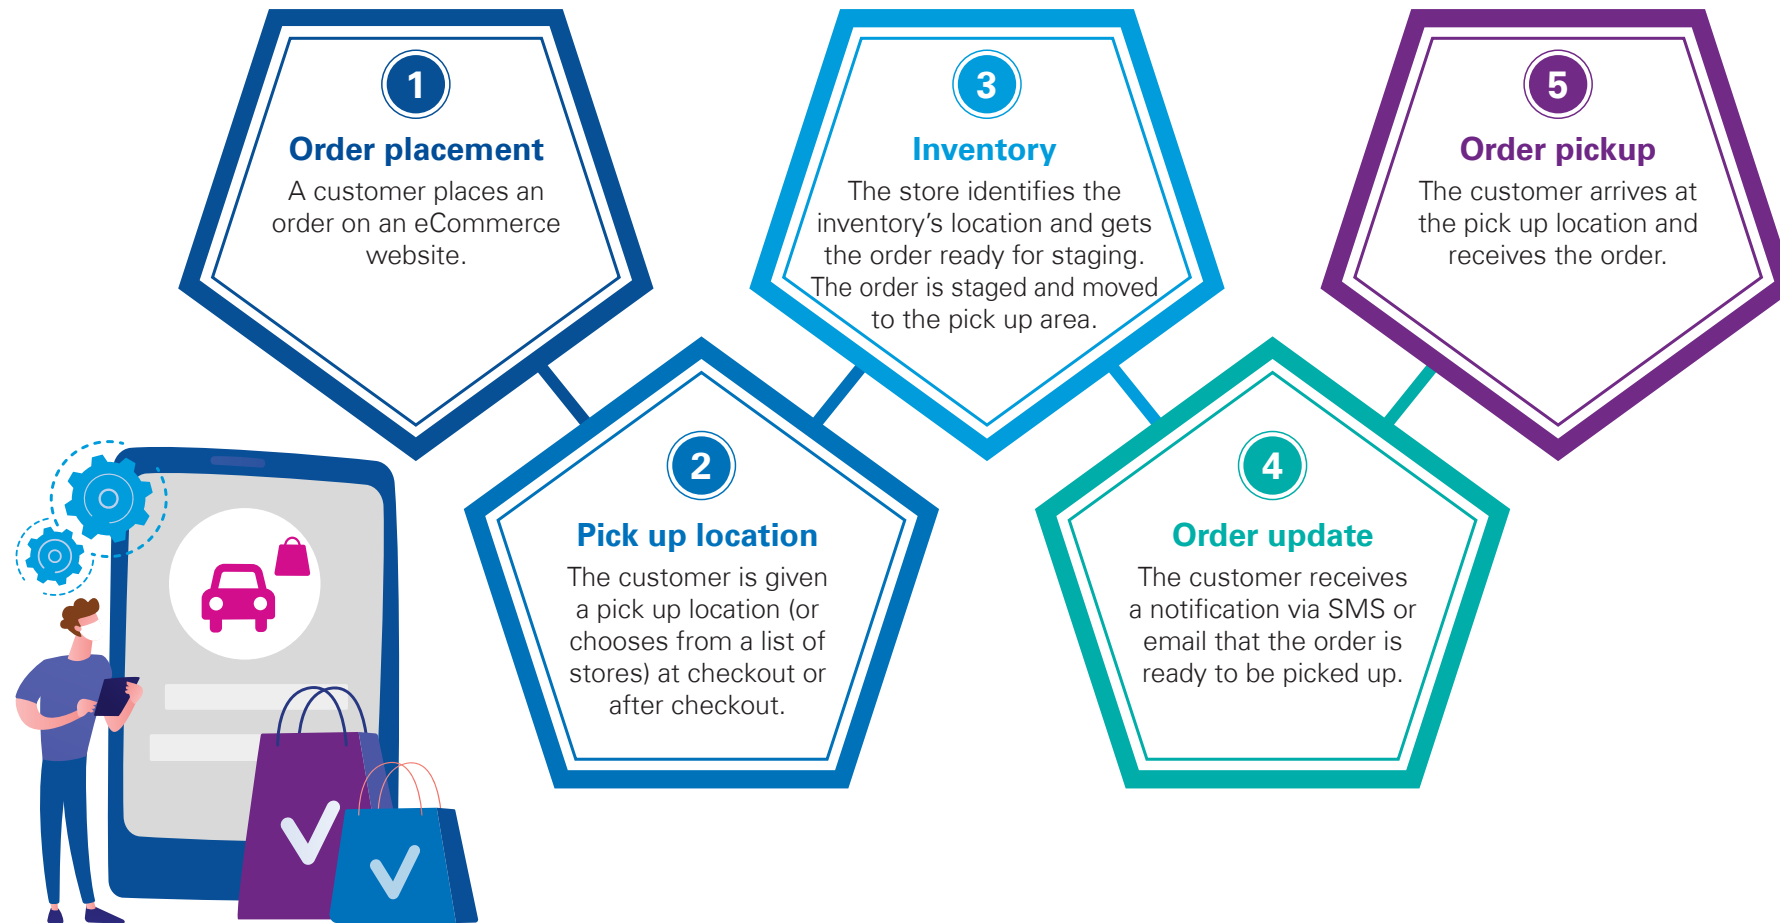 1
Order placement
A customer places an
order on an eCommerce
website.
2
Pick up location
The customer is given
a pick up location (or
chooses from a list of
stores) at checkout or
after checkout.
3
Inventory
The store identifies the
inventory’s location and gets
the order ready for staging.
The order is staged and moved
to the pick up area.
4
Order update
The customer receives
a notification via SMS or
email that the order is
ready to be picked up.
5
Order pickup
The customer arrives at
the pick up location and
receives the order.